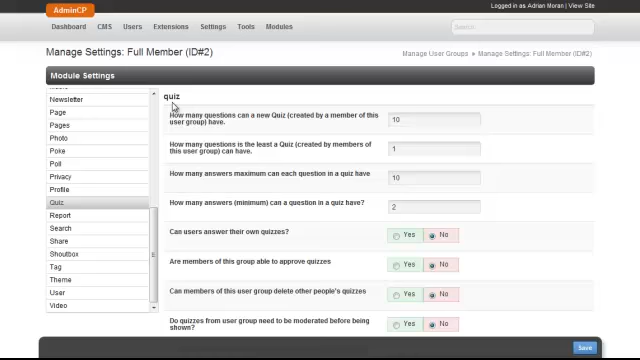 AdminCP
Logged in as Adrian Moran | View Site
Dashboard CMS Users Extensions Settings Tools Modules
Search...
Manage Settings: Full Member (ID#2)
Manage User Groups » Manage Settings: Full Member (ID#2)
Module Settings
Newsletter
Page
Pages
Photo
Poke
Poll
Privacy
Profile
Quiz
Report
Search
Share
Shoutbox
Tag
Theme
User
Video
quiz
How many questions can a new Quiz (created by a member of this
user group) have.
10
How many questions is the least a Quiz (created by members of
this user group) can have.
1
How many answers maximum can each question in a quiz have
10
How many answers (minimum) can a question in a quiz have?
2
Can users answer their own quizzes?
Yes No
Are members of this group able to approve quizzes
Yes No
Can members of this user group delete other people's quizzes
Yes No
Do quizzes from user group need to be moderated before being
shown?
Yes No
Save